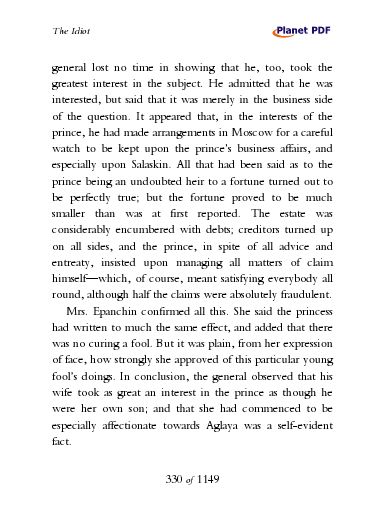 The Idiot
Planet PDF
general lost no time in showing that he, too, took the
greatest interest in the subject. He admitted that he was
interested, but said that it was merely in the business side
of the question. It appeared that, in the interests of the
prince, he had made arrangements in Moscow for a careful
watch to be kept upon the prince's business affairs, and
especially upon Salaskin. All that had been said as to the
prince being an undoubted heir to a fortune turned out to
be perfectly true; but the fortune proved to be much
smaller than was at first reported. The estate was
considerably encumbered with debts; creditors turned up
on all sides, and the prince, in spite of all advice and
entreaty, insisted upon managing all matters of claim
himself—which, of course, meant satisfying everybody all
round, although half the claims were absolutely fraudulent.
Mrs. Epanchin confirmed all this. She said the princess
had written to much the same effect, and added that there
was no curing a fool. But it was plain, from her expression
of face, how strongly she approved of this particular young
fool's doings. In conclusion, the general observed that his
wife took as great an interest in the prince as though he
were her own son; and that she had commenced to be
especially affectionate towards Aglaya was a self-evident
fact.
330 of 1149